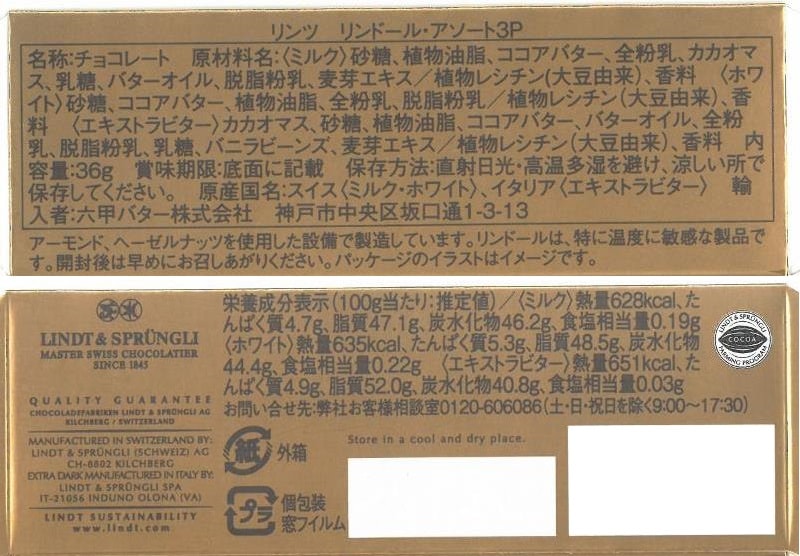 リンツ リンドール・アソート3P
名称:チョコレート 原材料名:〈ミルク〉砂糖、植物油脂、ココアバター、全粉乳、カカオマ
ス、乳糖、バターオイル、脱脂粉乳、麦芽エキス/植物レシチン(大豆由来)、香料 〈ホワ
イト〉砂糖、ココアバター、植物油脂、全粉乳、脱脂粉乳/植物レシチン(大豆由来)、香
料 〈エキストラビター〉カカオマス、砂糖、植物油脂、ココアバター、バターオイル、全粉
乳、脱脂粉乳、乳糖、バニラビーンズ、麦芽エキス/植物レシチン(大豆由来)、香料 内
容量:36g 賞味期限:底面に記載 保存方法:直射日光・高温多湿を避け、涼しい所で
保存してください。 原産国名:スイス〈ミルク・ホワイト〉、イタリア〈エキストラビター〉 輸
入者:六甲バター株式会社 神戸市中央区坂口通1-3-13
アーモンド、ヘーゼルナッツを使用した設備で製造しています。リンドールは、特に温度に敏感な製品で
す。開封後は早めにお召しあがりください。パッケージのイラストはイメージです。
LINDT & SPRÜNGLI
MASTER SWISS CHOCOLATIER
SINCE 1845
QUALITY GUARANTEE
CHOCOLADEFABRIKEN LINDT & SPRÜNGLI AG
KILCHBERG / SWITZERLAND
MANUFACTURED IN SWITZERLAND BY:
LINDT & SPRÜNGLI (SCHWEIZ) AG
CH-8802 KILCHBERG
EXTRA DARK MANUFACTURED IN ITALY BY:
LINDT & SPRÜNGLI SPA
IT-21056 INDUNO OLONA (VA)
LINDT SUSTAINABILITY
www.lindt.com
栄養成分表示(100g当たり:推定値)/〈ミルク〉熱量628kcal、た
んぱく質4.7g、脂質47.1g、炭水化物46.2g、食塩相当量0.19g
〈ホワイト〉熱量635kcal、たんぱく質5.3g、脂質48.5g、炭水化物
44.4g、食塩相当量0.22g 〈エキストラビター〉熱量651kcal、た
んぱく質4.9g、脂質52.0g、炭水化物40.8g、食塩相当量0.03g
お問い合せ先:弊社お客様相談室0120-606086(土・日・祝日を除く9:00〜17:30)
紙 外箱
Store in a cool and dry place.
プラ 個包装
窓フイルム
LINDT & SPRÜNGLI
COCOA
FARMING PROGRAM